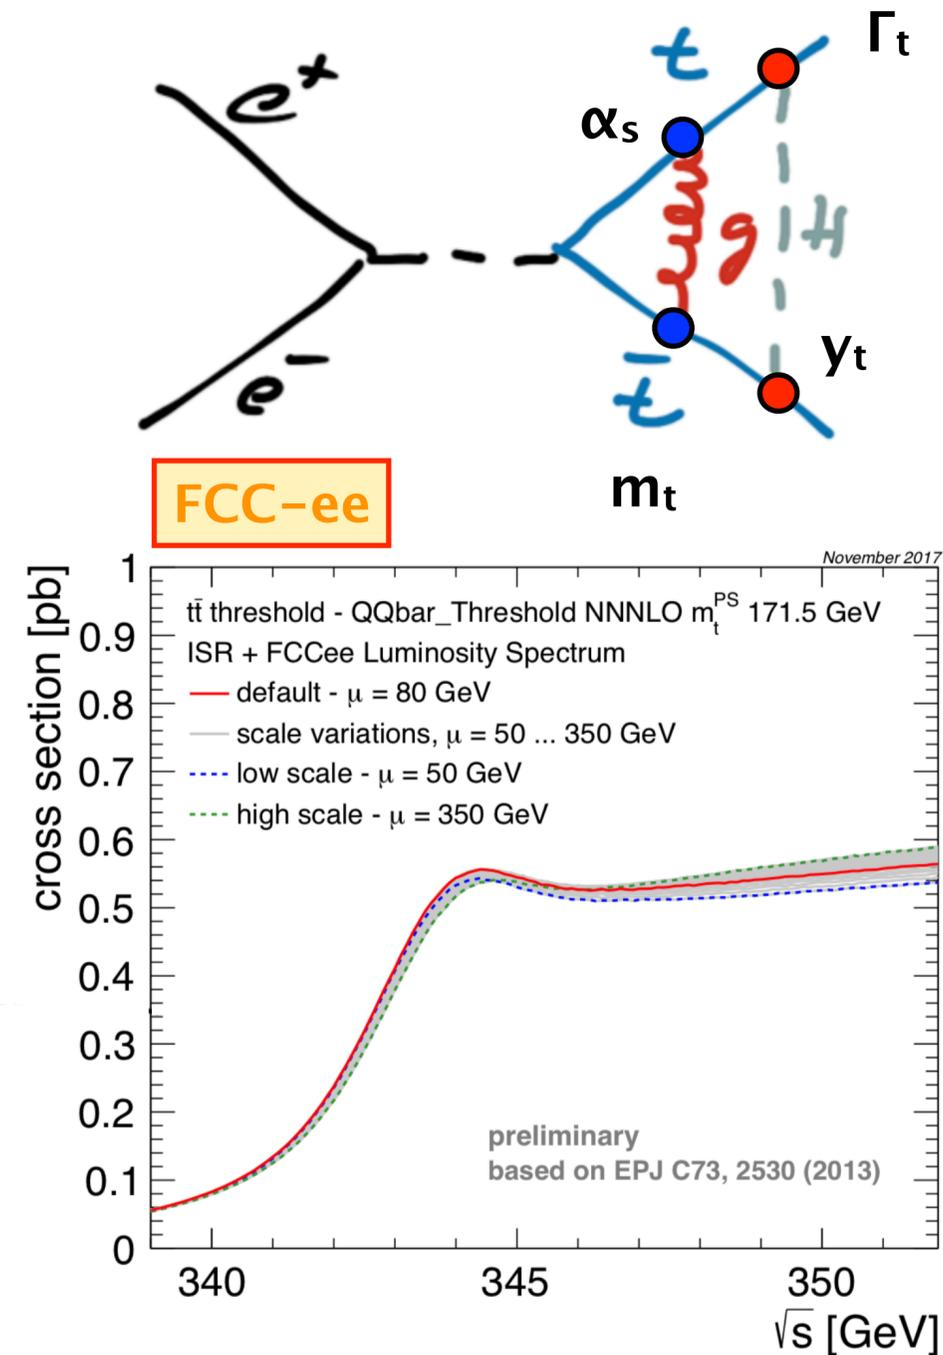 e+
t
Γt
αs
g
H
e-
t̄
yt
FCC-ee
mt
November 2017
cross section [pb]
1
0.9
0.8
0.7
0.6
0.5
0.4
0.3
0.2
0.1
0
tt̄ threshold - QQbar_Threshold NNNLO mtPS 171.5 GeV
ISR + FCCee Luminosity Spectrum
default - μ = 80 GeV
scale variations, μ = 50 ... 350 GeV
low scale - μ = 50 GeV
high scale - μ = 350 GeV
preliminary
based on EPJ C73, 2530 (2013)
340 345 350
√s [GeV]